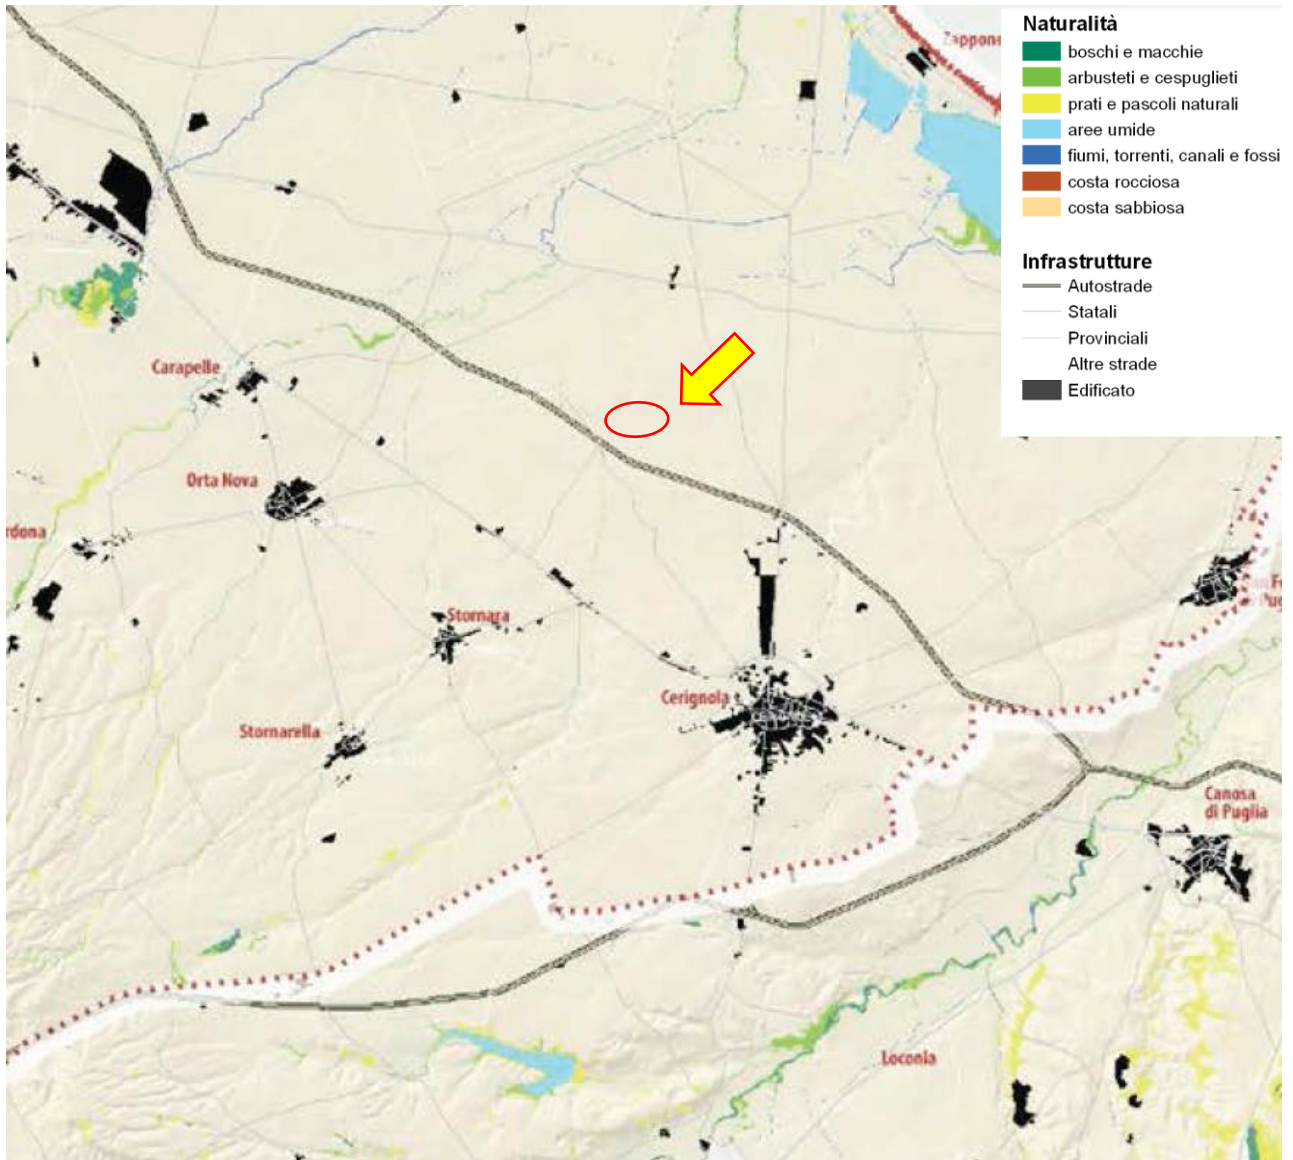 Naturalità
boschi e macchie
arbusteti e cespuglieti
prati e pascoli naturali
aree umide
fiumi, torrenti, canali e fossi
costa rocciosa
costa sabbiosa
Infrastrutture
Autostrade
Statali
Provinciali
Altre strade
Edificato
Zappone
Carapelle
Orta Nova
rdona
Stornara
Cerignola
Stornarella
Canosa
di Puglia
Loconia